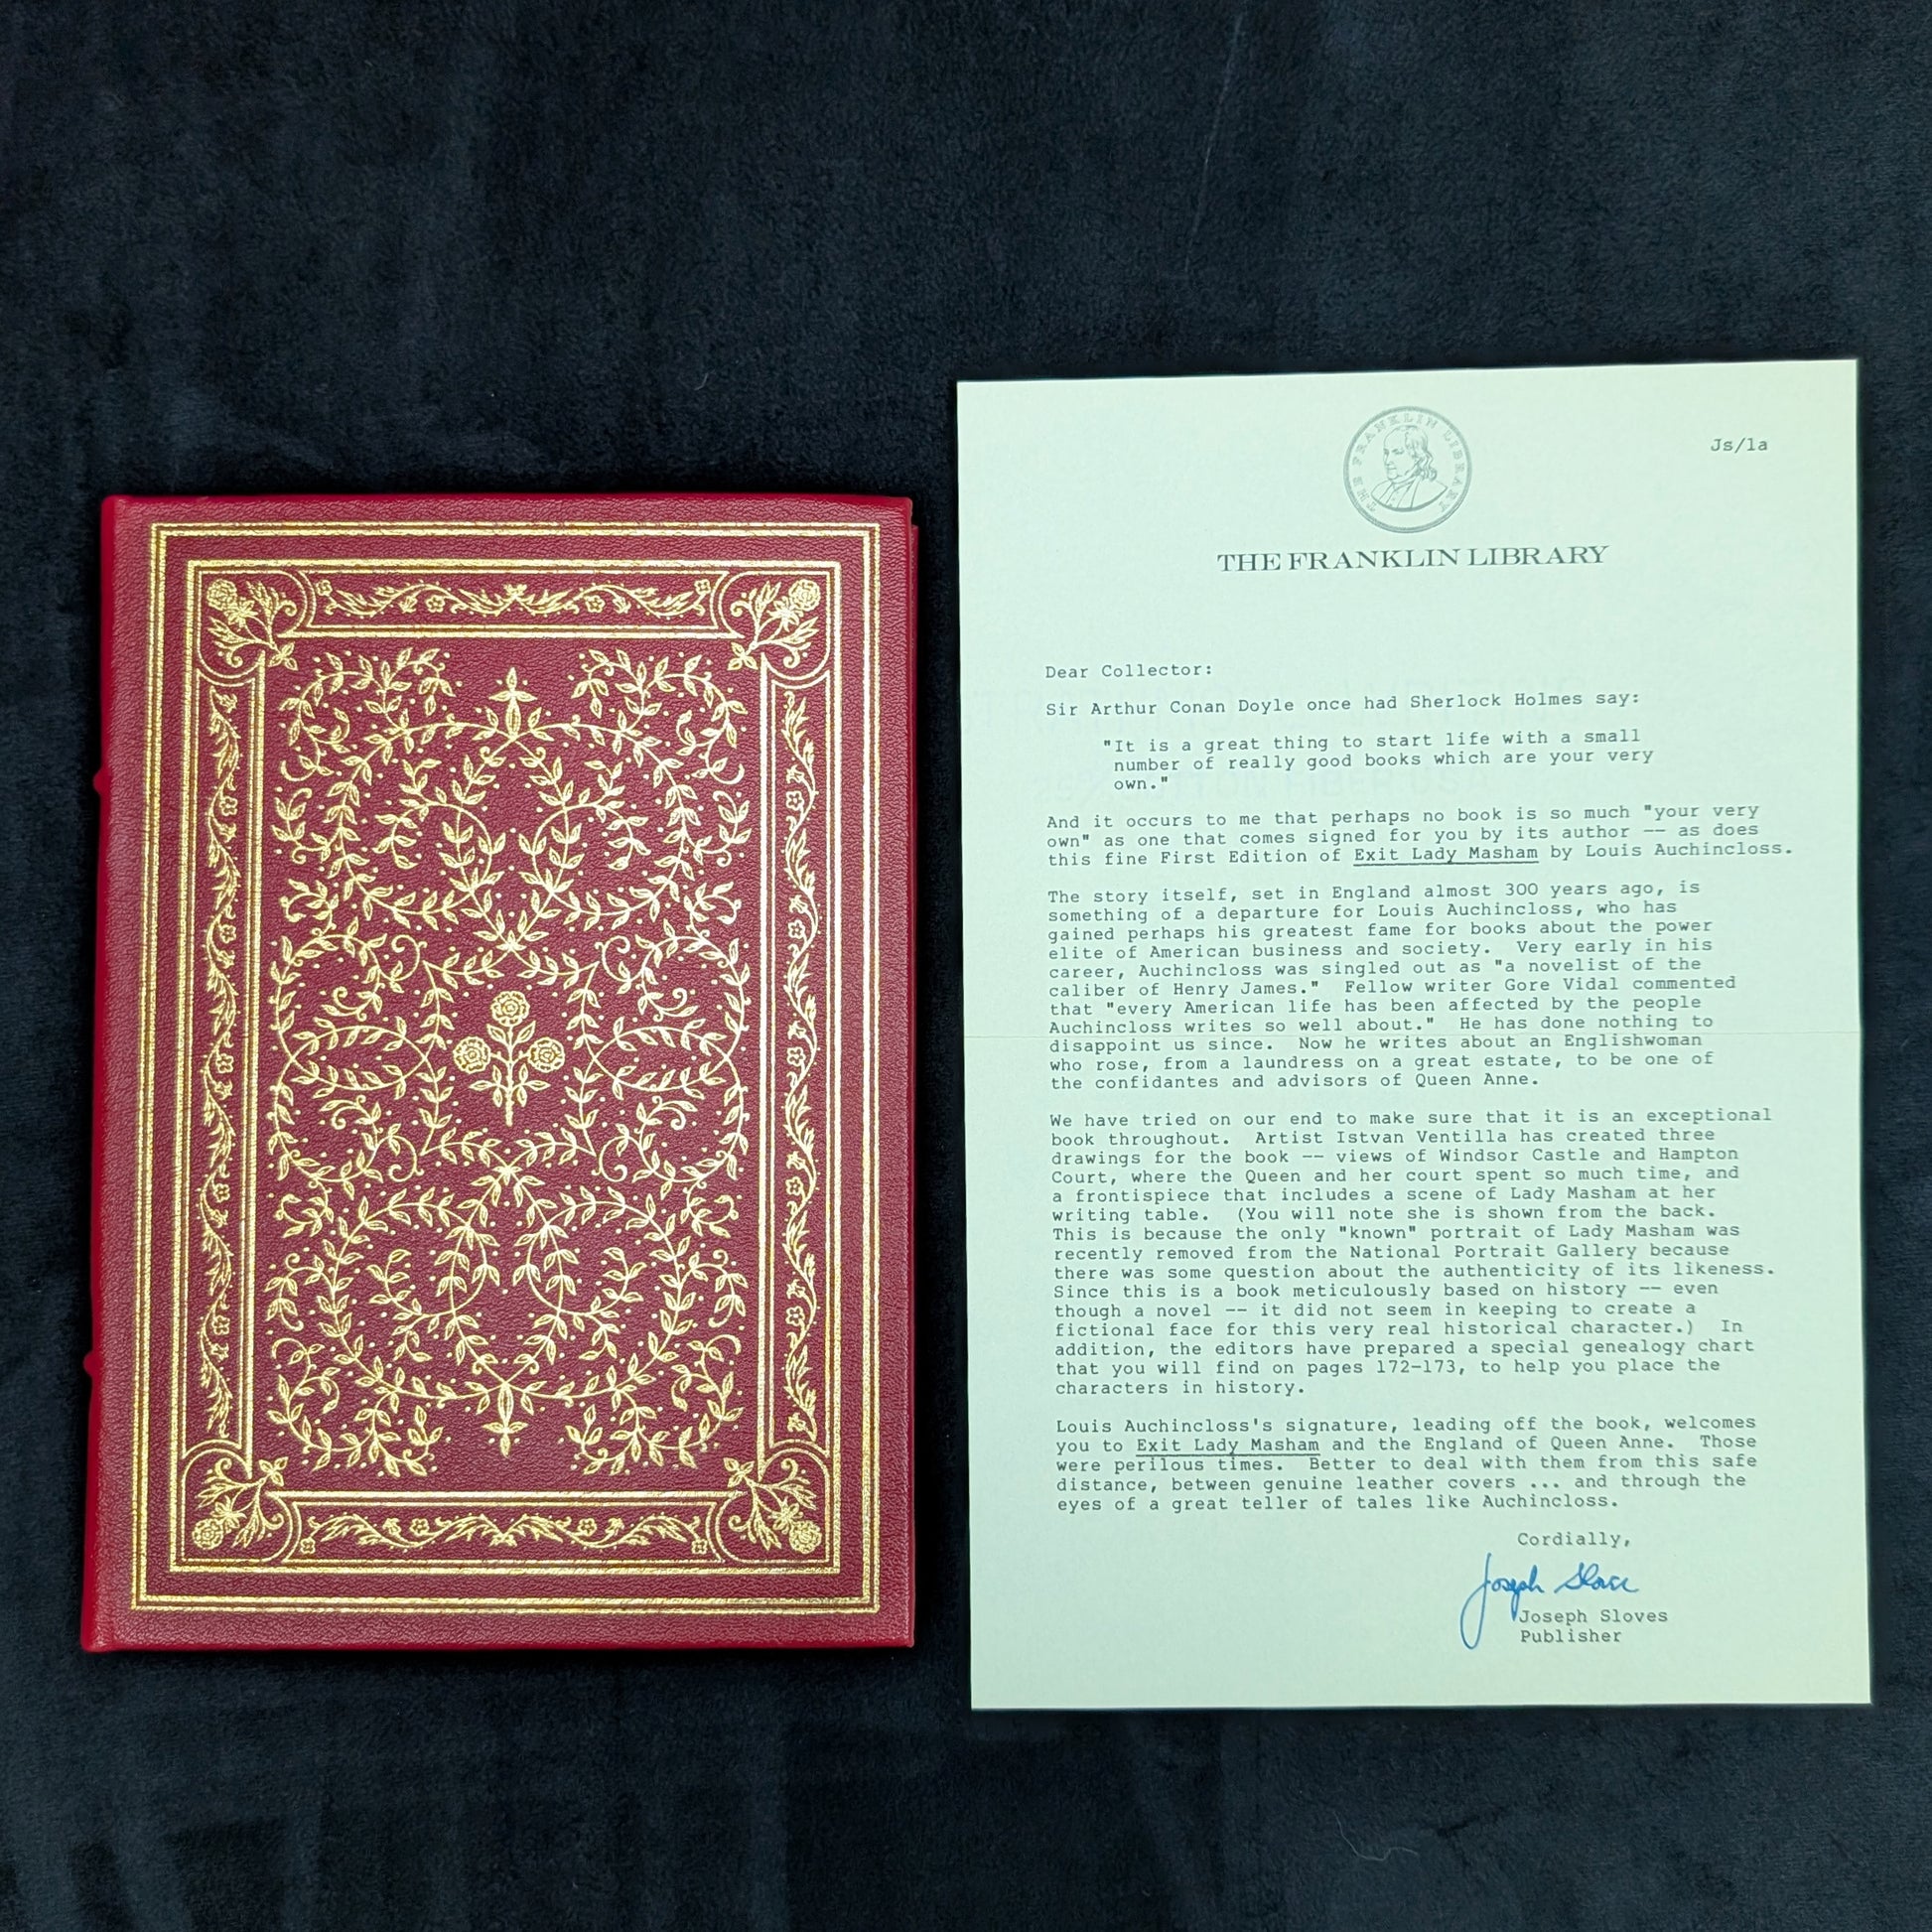 THE FRANKLIN LIBRARY
Js/la
THE FRANKLIN LIBRARY
Dear Collector:
Sir Arthur Conan Doyle once had Sherlock Holmes say:
"It is a great thing to start life with a small
number of really good books which are your very
own."
And it occurs to me that perhaps no book is so much "your very
own" as one that comes signed for you by its author -- as does
this fine First Edition of Exit Lady Masham by Louis Auchincloss.
The story itself, set in England almost 300 years ago, is
something of a departure for Louis Auchincloss, who has
gained perhaps his greatest fame for books about the power
elite of American business and society.  Very early in his
career, Auchincloss was singled out as "a novelist of the
caliber of Henry James."  Fellow writer Gore Vidal commented
that "every American life has been affected by the people
Auchincloss writes so well about."  He has done nothing to
disappoint us since.  Now he writes about an Englishwoman
who rose, from a laundress on a great estate, to be one of
the confidantes and advisors of Queen Anne.
We have tried on our end to make sure that it is an exceptional
book throughout.  Artist Istvan Ventilla has created three
drawings for the book -- views of Windsor Castle and Hampton
Court, where the Queen and her court spent so much time, and
a frontispiece that includes a scene of Lady Masham at her
writing table.  (You will note she is shown from the back.
This is because the only "known" portrait of Lady Masham was
recently removed from the National Portrait Gallery because
there was some question about the authenticity of its likeness.
Since this is a book meticulously based on history -- even
though a novel -- it did not seem in keeping to create a
fictional face for this very real historical character.)  In
addition, the editors have prepared a special genealogy chart
that you will find on pages 172-173, to help you place the
characters in history.
Louis Auchincloss's signature, leading off the book, welcomes
you to Exit Lady Masham and the England of Queen Anne.  Those
were perilous times.  Better to deal with them from this safe
distance, between genuine leather covers ... and through the
eyes of a great teller of tales like Auchincloss.
Cordially,
Joseph Sloves
Joseph Sloves
Publisher